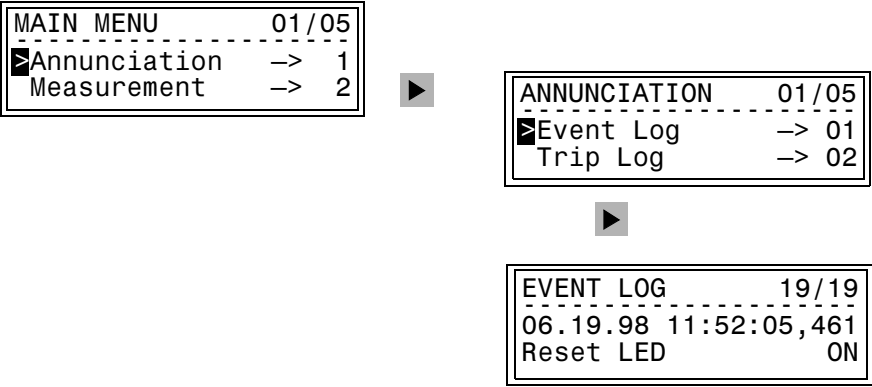 MAIN MENU 01/05
>Annunciation –> 1
Measurement –> 2
ANNUNCIATION 01/05
>Event Log –> 01
Trip Log –> 02
EVENT LOG 19/19
06.19.98 11:52:05,461
Reset LED ON